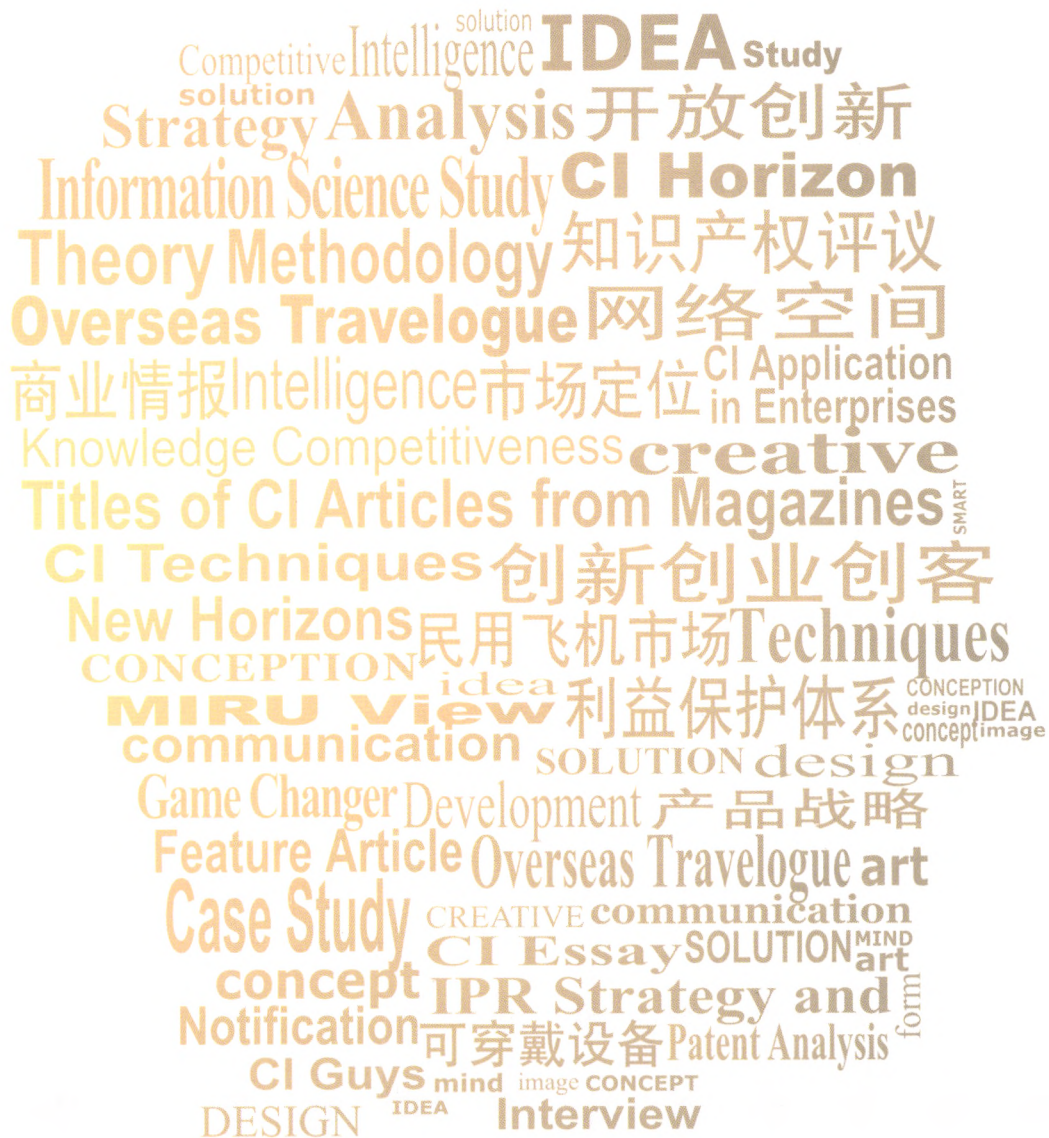 solution
Competitive Intelligence IDEA Study
solution
Strategy Analysis 开放创新
Information Science Study CI Horizon
Theory Methodology 知识产权评议
Overseas Travelogue 网络空间
商业情报 Intelligence 市场定位 CI Application
in Enterprises
Knowledge Competitiveness creative
Titles of CI Articles from Magazines SMART
CI Techniques 创新创业创客
New Horizons 民用飞机市场 Techniques
CONCEPTION idea
MIRU View 利益保护体系 CONCEPTION
design IDEA
concept image
communication SOLUTION design
Game Changer Development 产品战略
Feature Article Overseas Travelogue art
Case Study CREATIVE communication
CI Essay SOLUTION MIND
art
concept IPR Strategy and form
Notification 可穿戴设备 Patent Analysis
CI Guys mind image CONCEPT
DESIGN IDEA Interview